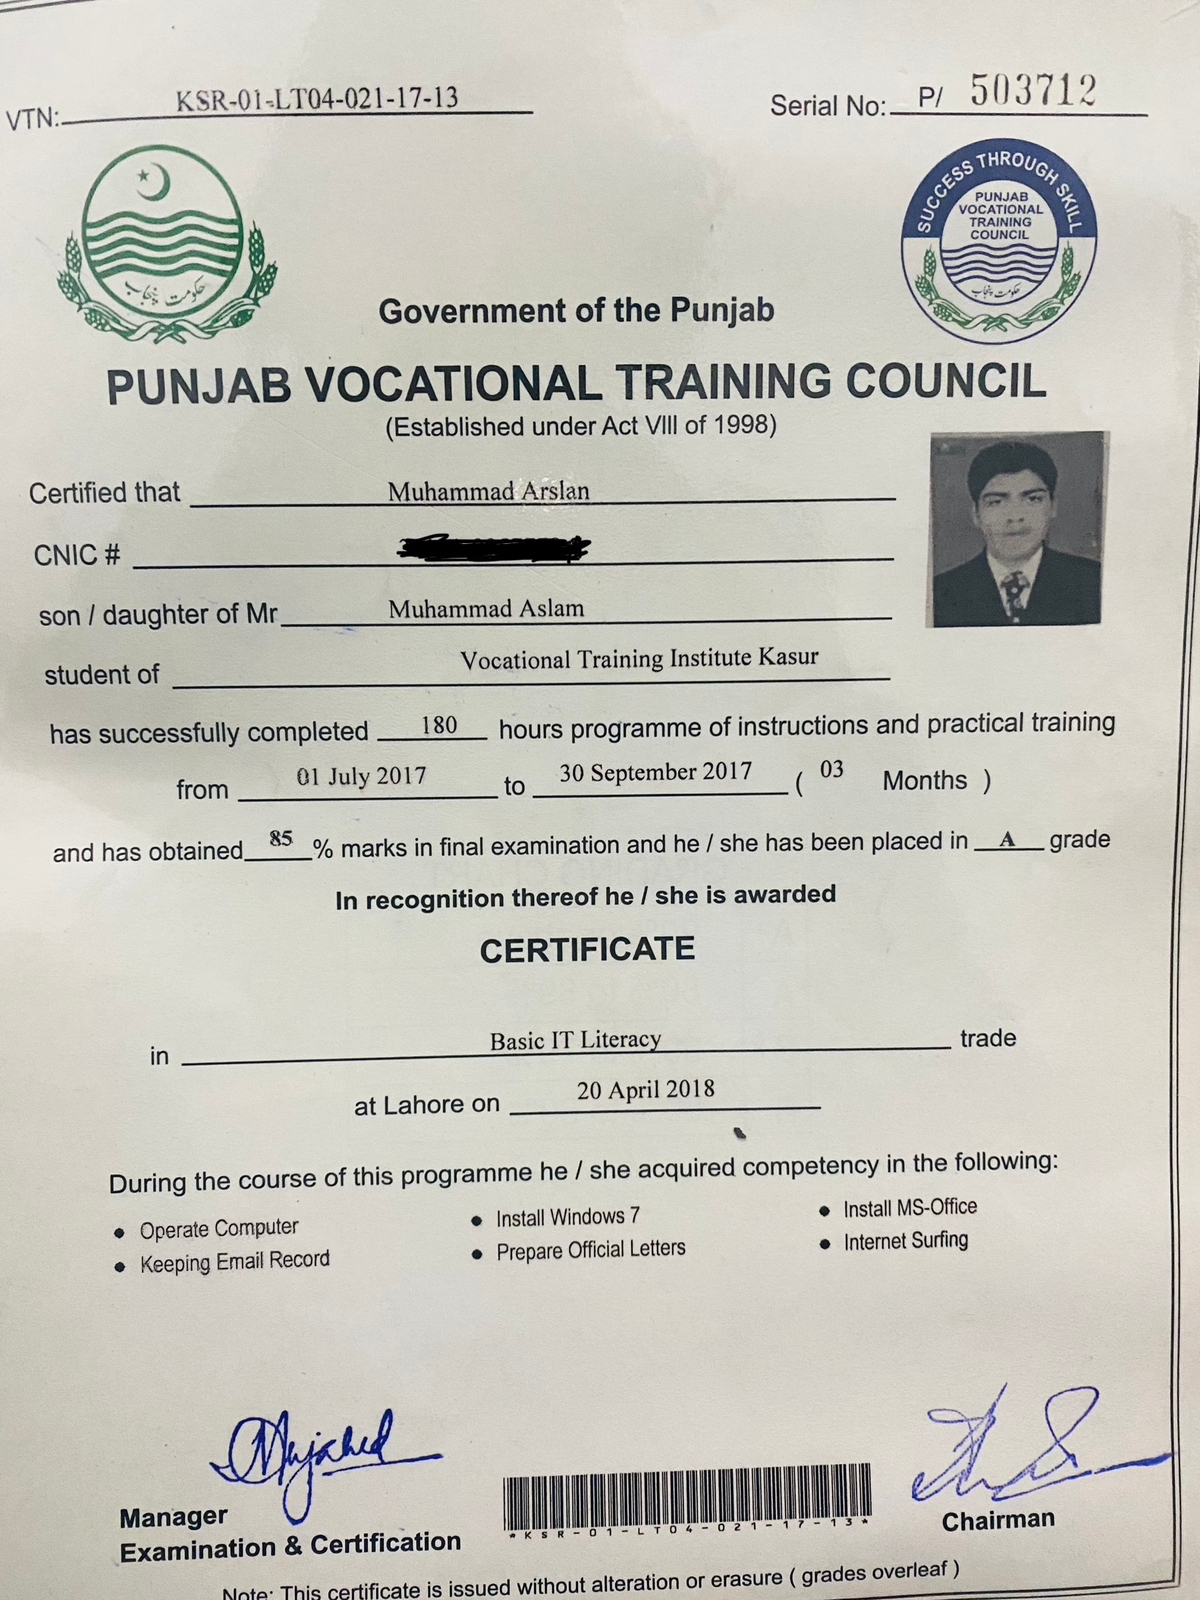 VTN: KSR-01-LT04-021-17-13
Serial No: P/ 503712
حکومت پنجاب
SUCCESS THROUGH SKILL
PUNJAB
VOCATIONAL
TRAINING
COUNCIL
حکومت پنجاب
Government of the Punjab
PUNJAB VOCATIONAL TRAINING COUNCIL
(Established under Act VIII of 1998)
Certified that Muhammad Arslan
CNIC #
son / daughter of Mr Muhammad Aslam
student of Vocational Training Institute Kasur
has successfully completed 180 hours programme of instructions and practical training
from 01 July 2017 to 30 September 2017 ( 03 Months )
and has obtained 85 % marks in final examination and he / she has been placed in A grade
In recognition thereof he / she is awarded
CERTIFICATE
in Basic IT Literacy trade
at Lahore on 20 April 2018
During the course of this programme he / she acquired competency in the following:
• Operate Computer • Install Windows 7 • Install MS-Office
• Keeping Email Record • Prepare Official Letters • Internet Surfing
Mujahed
Manager
Examination & Certification
*KSR-01-LT04-021-17-13*
Chairman
Note: This certificate is issued without alteration or erasure ( grades overleaf )